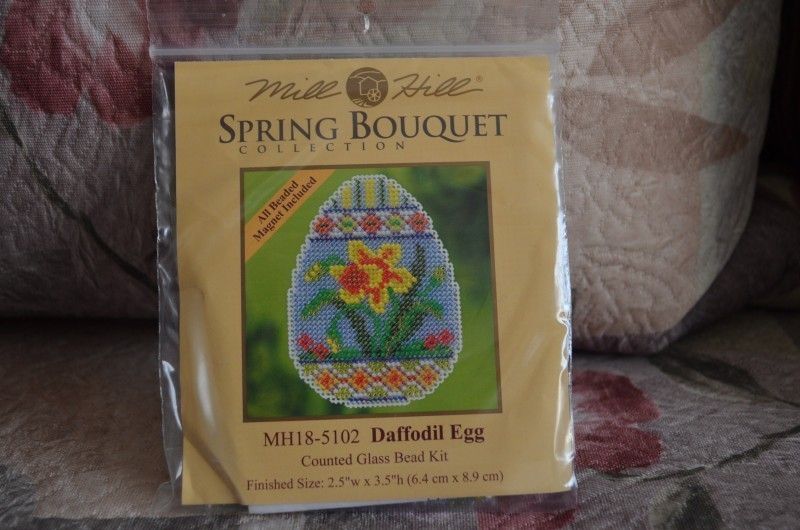 Mill Hill®
SPRING BOUQUET
COLLECTION
All Beaded
Magnet Included
MH18-5102 Daffodil Egg
Counted Glass Bead Kit
Finished Size: 2.5"w x 3.5"h (6.4 cm x 8.9 cm)